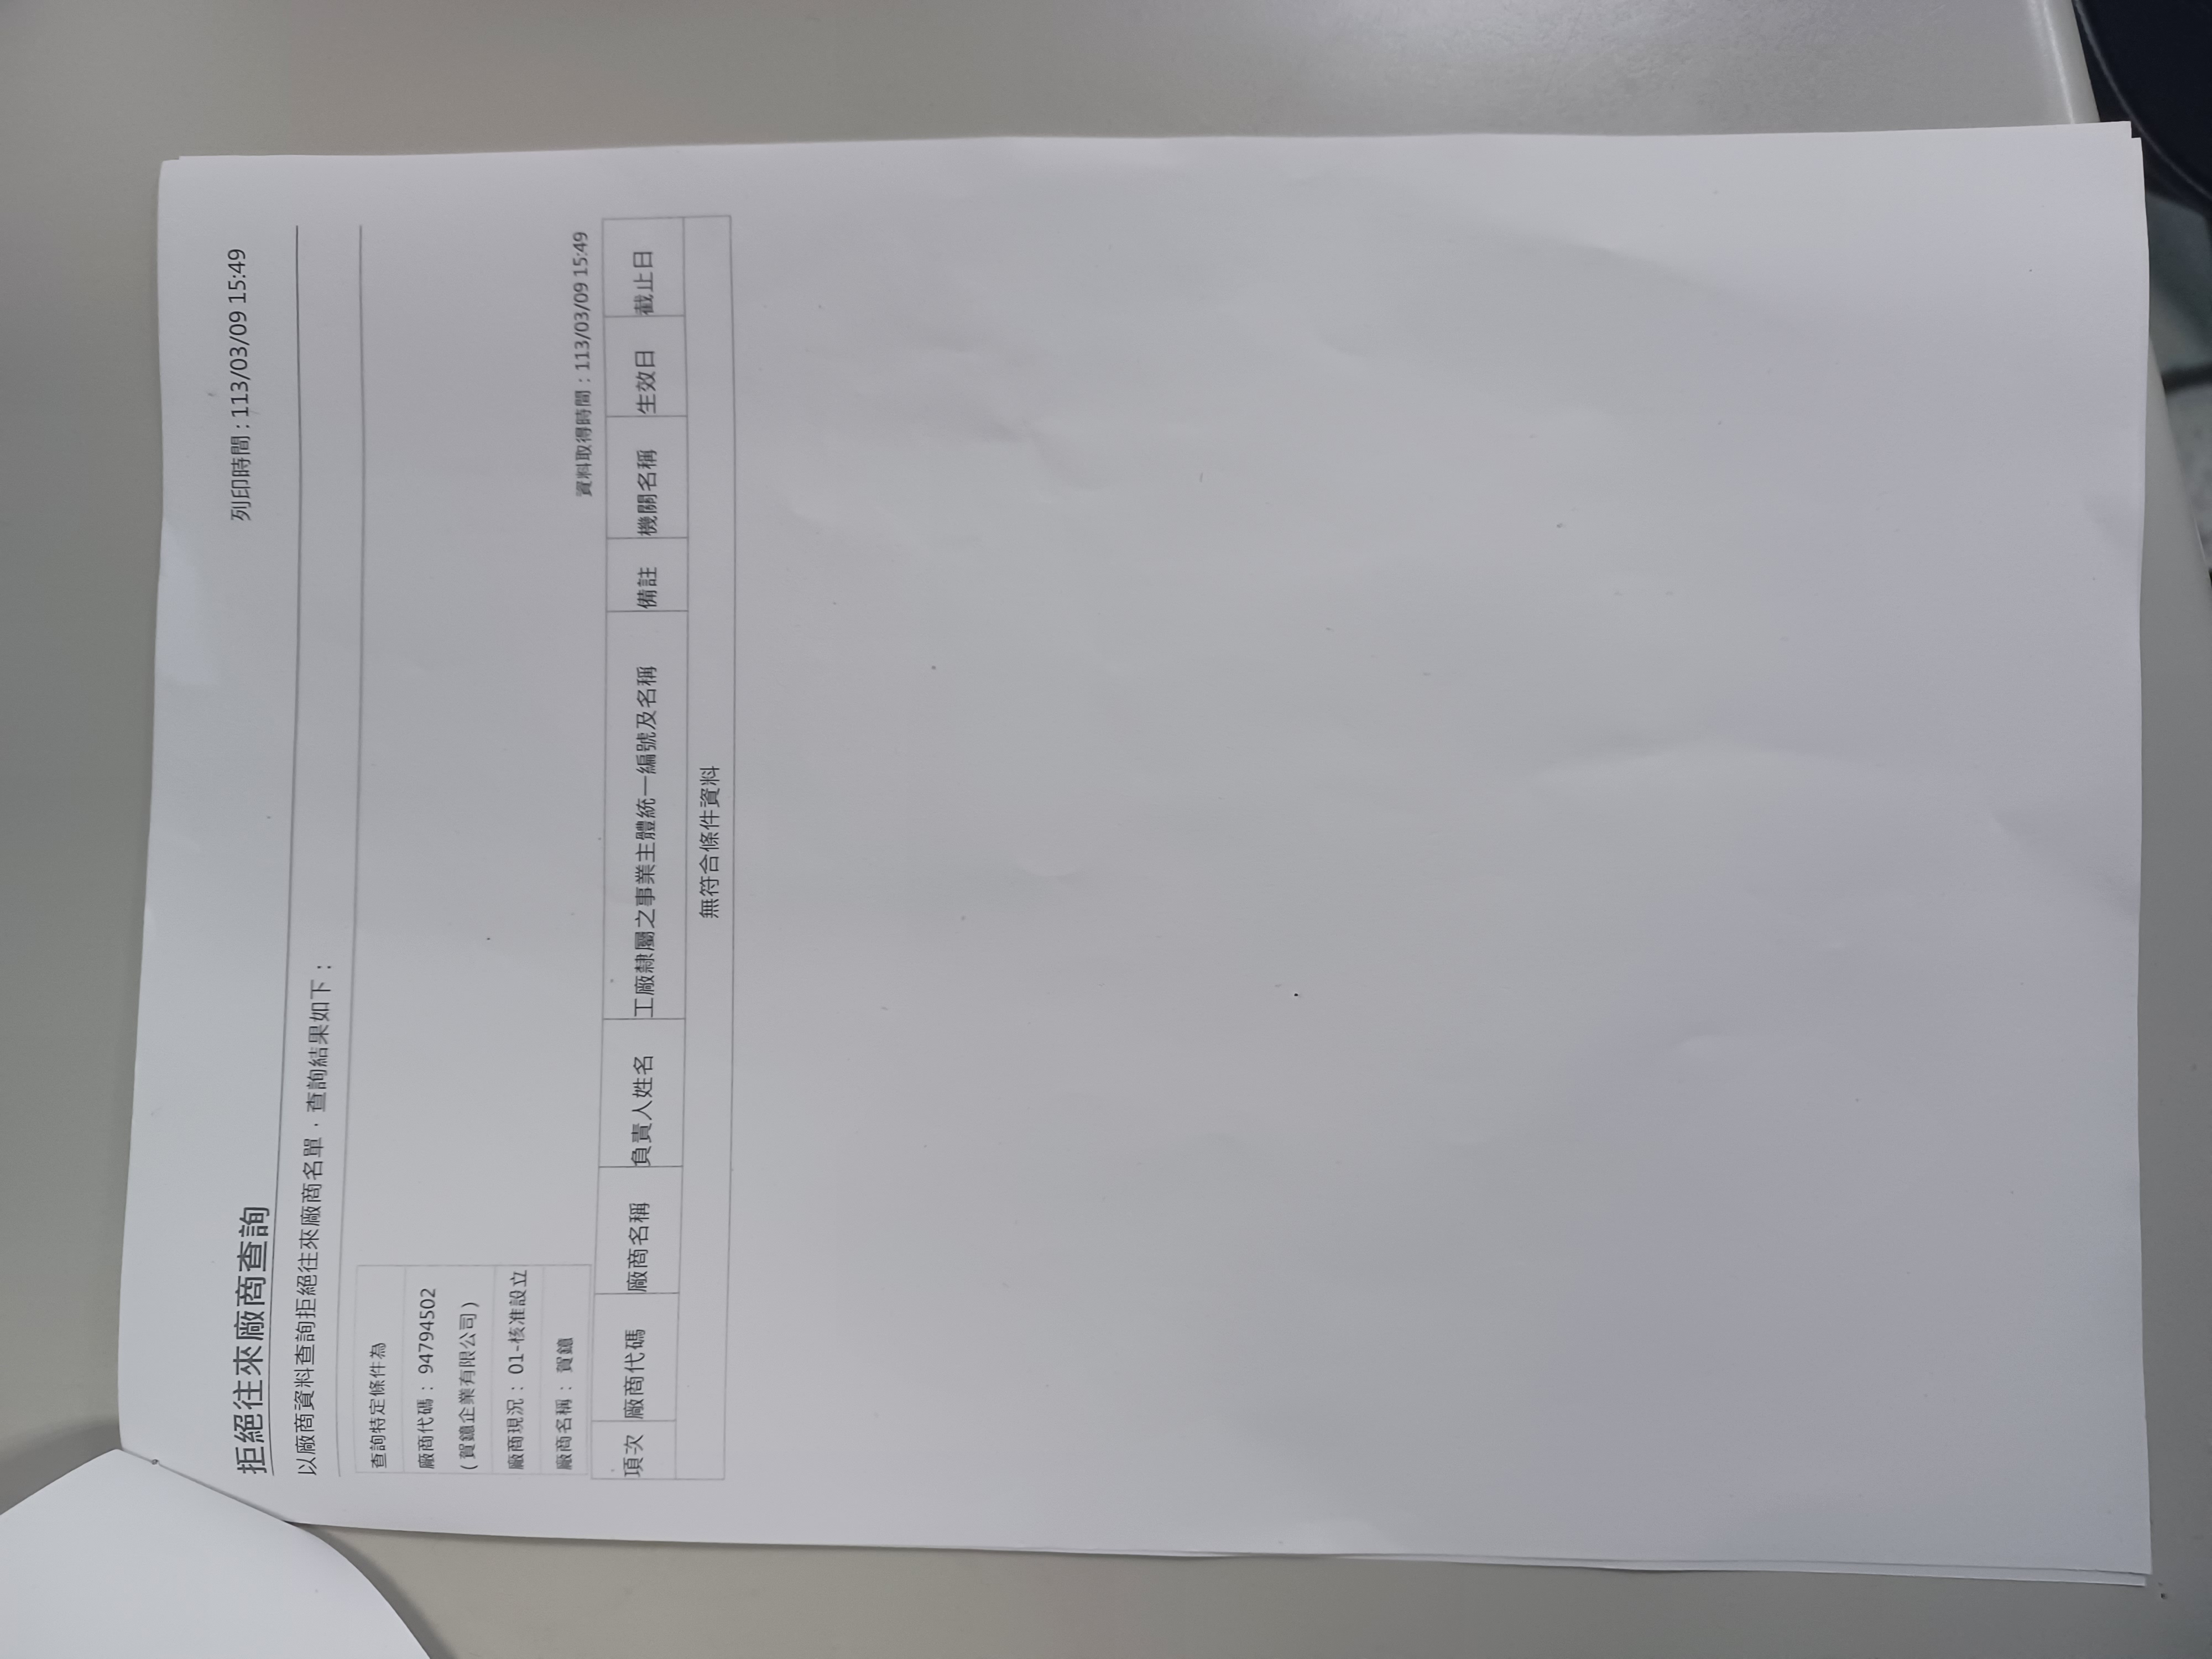 拒絕往來廠商查詢
列印時間 : 113/03/09 15:49
以廠商資料查詢拒絕往來廠商名單．查詢結果如下：
查詢特定條件為
廠商代碼： 94794502
( 賀鐿企業有限公司 )
廠商現況： 01-核准設立
廠商名稱： 賀鐿
資料取得時間 : 113/03/09 15:49
項次 廠商代碼 廠商名稱 負責人姓名 工廠隸屬之事業主體統一編號及名稱 備註 機關名稱 生效日 截止日
無符合條件資料